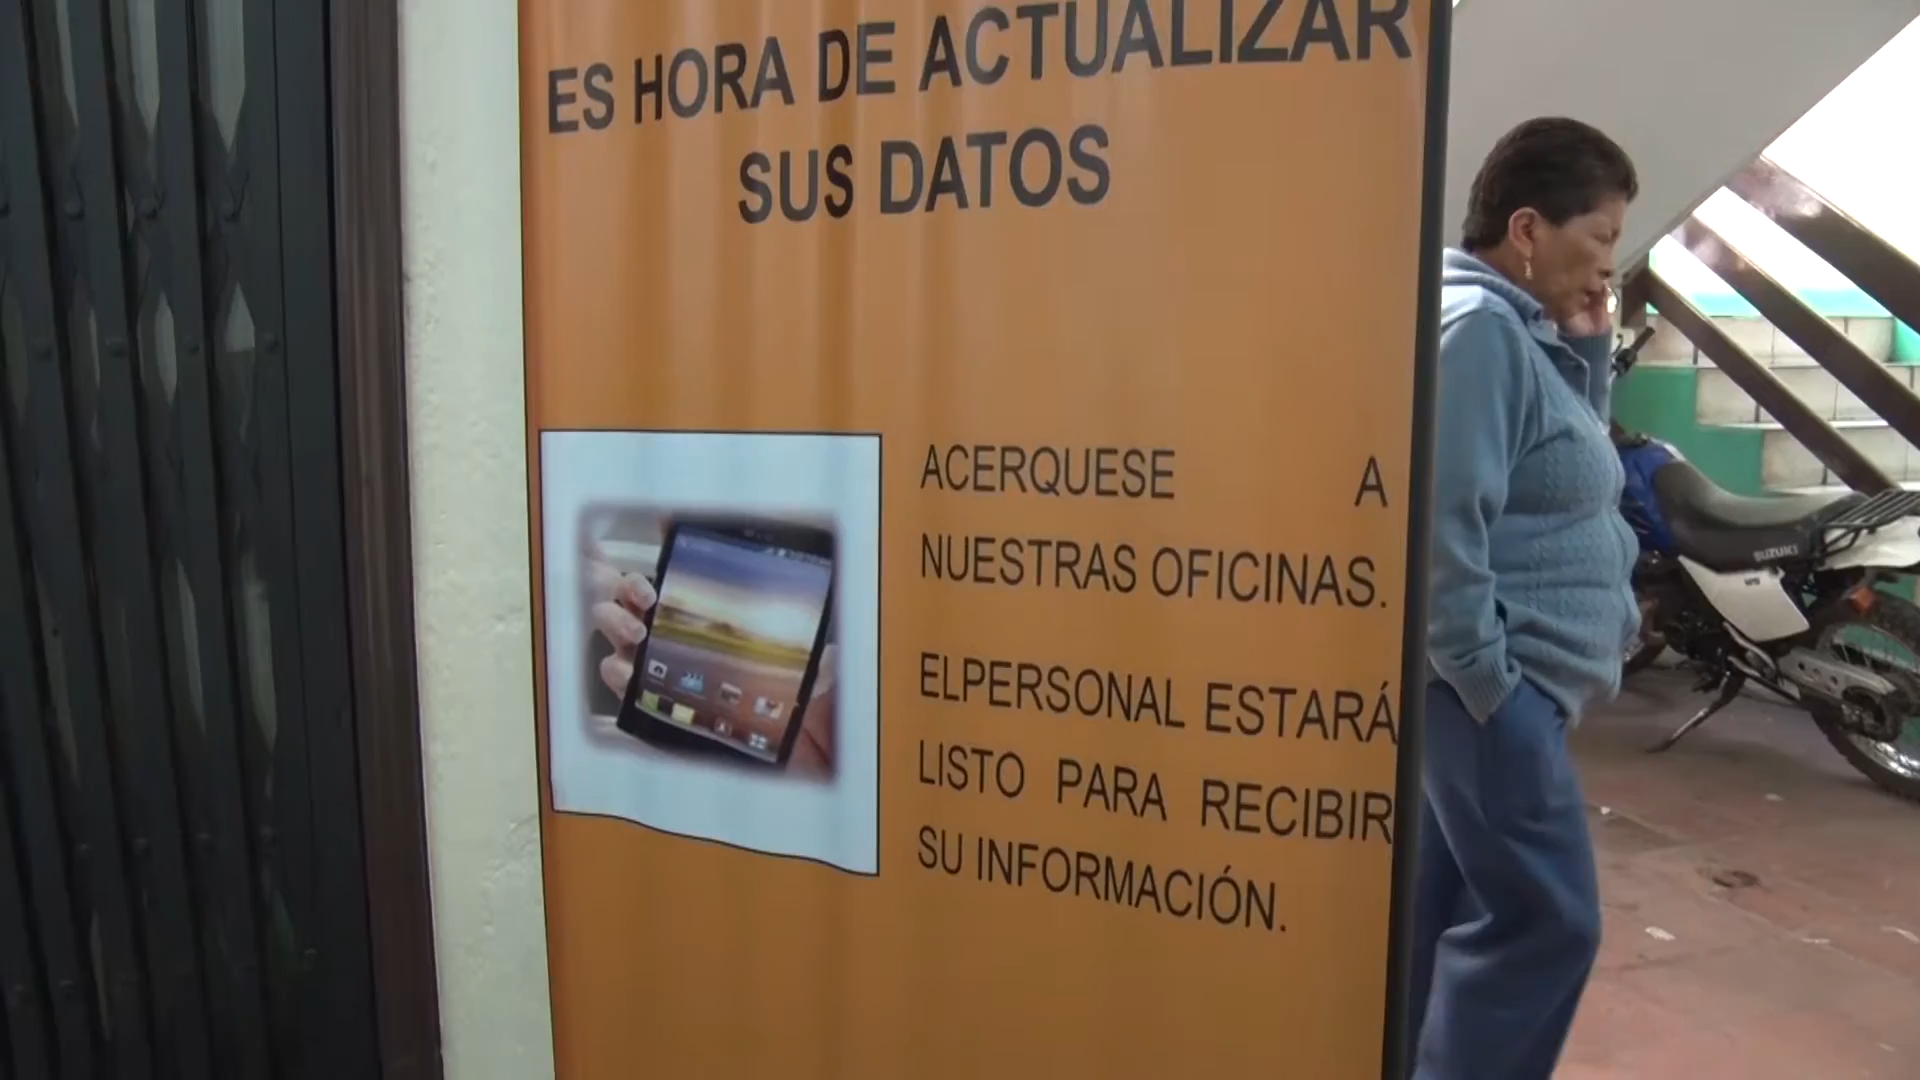 ES HORA DE ACTUALIZAR
SUS DATOS
ACERQUESE A
NUESTRAS OFICINAS.
ELPERSONAL ESTARÁ
LISTO PARA RECIBIR
SU INFORMACIÓN.
SUZUKI